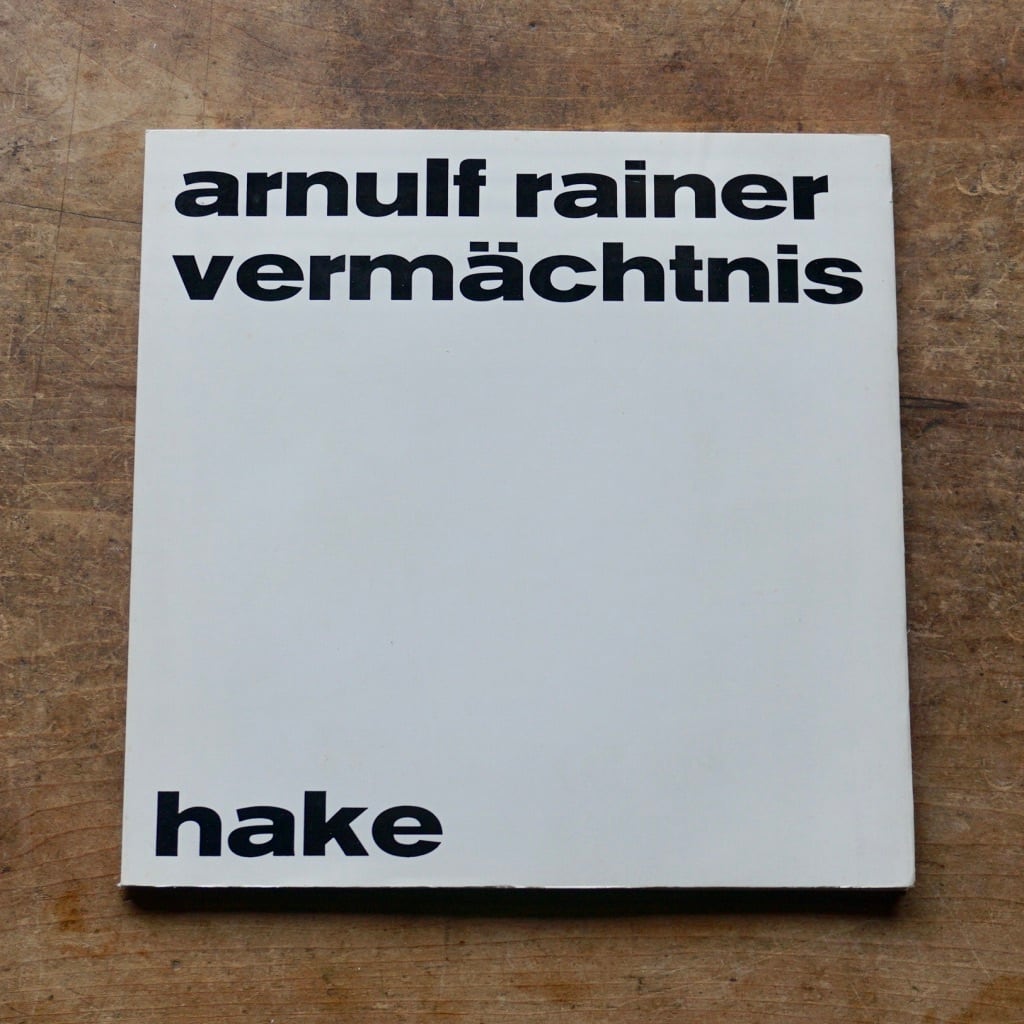 arnulf rainer
vermächtnis
hake